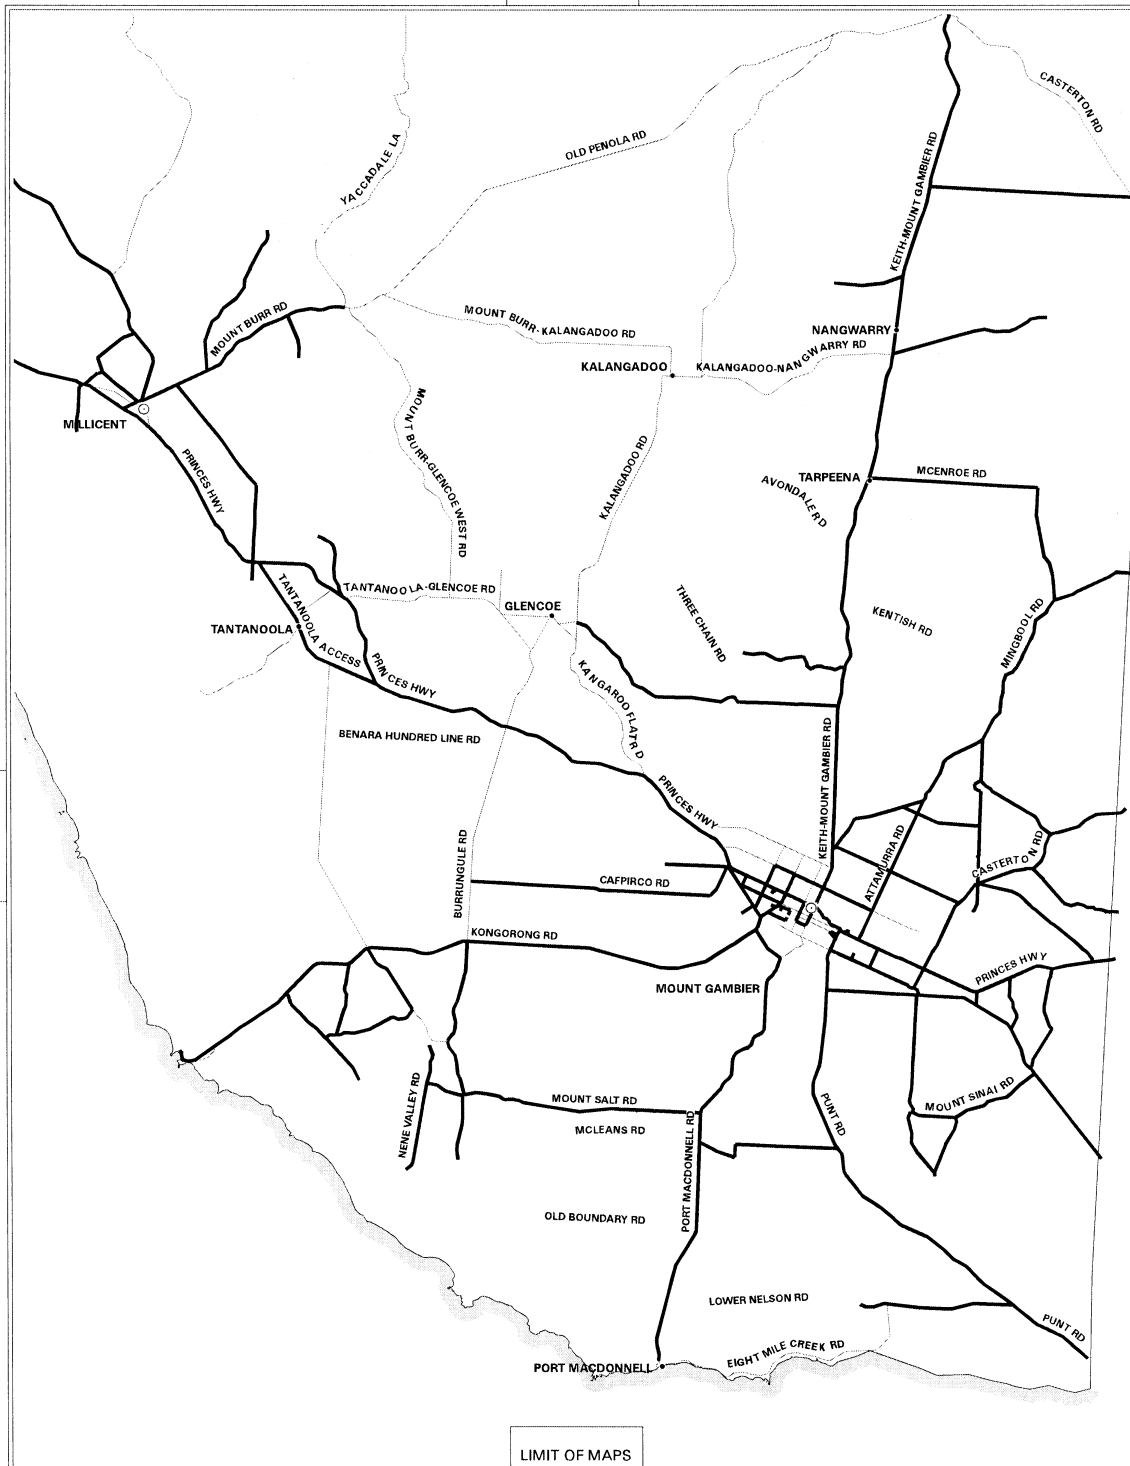 CASTERTON RD
OLD PENOLA RD
YACCADALE LA
KEITH-MOUNT GAMBIER RD
MOUNT BURR RD
MOUNT BURR-KALANGADOO RD
NANGWARRY
KALANGADOO
KALANGADOO-NANGWARRY RD
MILLICENT
MOUNT BURR-GLENCOE WEST RD
PRINCES HWY
KALANGADOO RD
TARPEENA
MCENROE RD
AVONDALE RD
TANTANOOLA-GLENCOE RD
GLENCOE
TANTANOOLA
TANTANOOLA ACCESS
THREE CHAIN RD
KENTISH RD
MINGBOOL RD
PRINCES HWY
KANGAROO FLAT RD
BENARA HUNDRED LINE RD
KEITH-MOUNT GAMBIER RD
PRINCES HWY
BURRUNGULE RD
ATTAMURRA RD
CASTERTON RD
CAFPIRCO RD
KONGORONG RD
PRINCES HWY
MOUNT GAMBIER
NENE VALLEY RD
MOUNT SALT RD
MCLEANS RD
PORT MACDONNELL RD
PUNT RD
MOUNT SINAI RD
OLD BOUNDARY RD
LOWER NELSON RD
PUNT RD
EIGHT MILE CREEK RD
PORT MACDONNELL
LIMIT OF MAPS